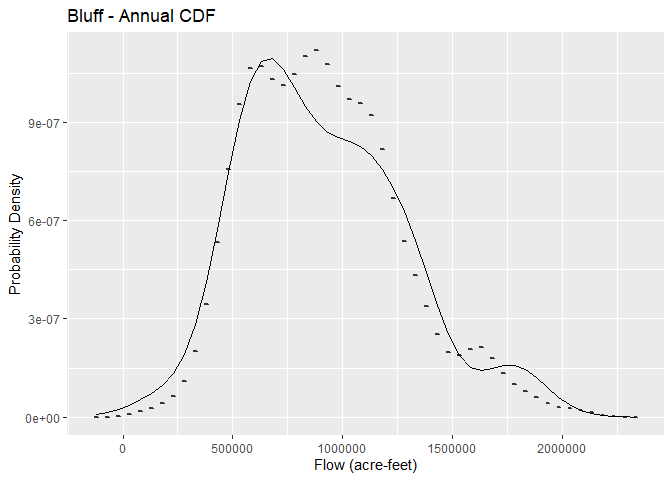 Bluff - Annual CDF
Probability Density
9e-07
6e-07
3e-07
0e+00
0 500000 1000000 1500000 2000000
Flow (acre-feet)